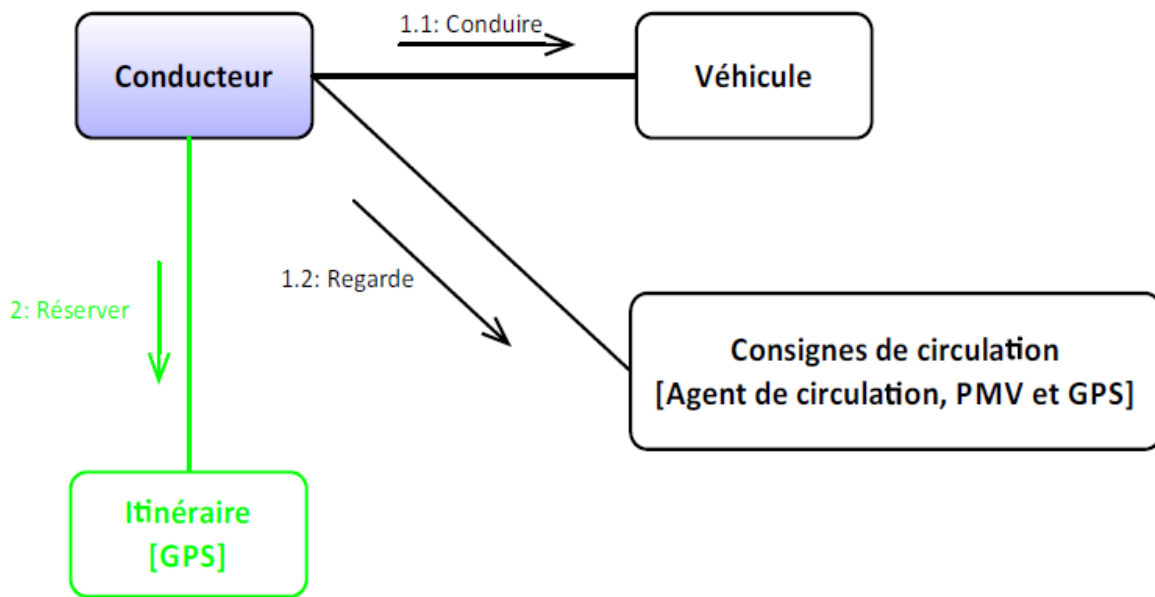 1.1: Conduire
Conducteur
Véhicule
1.2: Regarde
2: Réserver
Consignes de circulation
[Agent de circulation, PMV et GPS]
Itinéraire
[GPS]